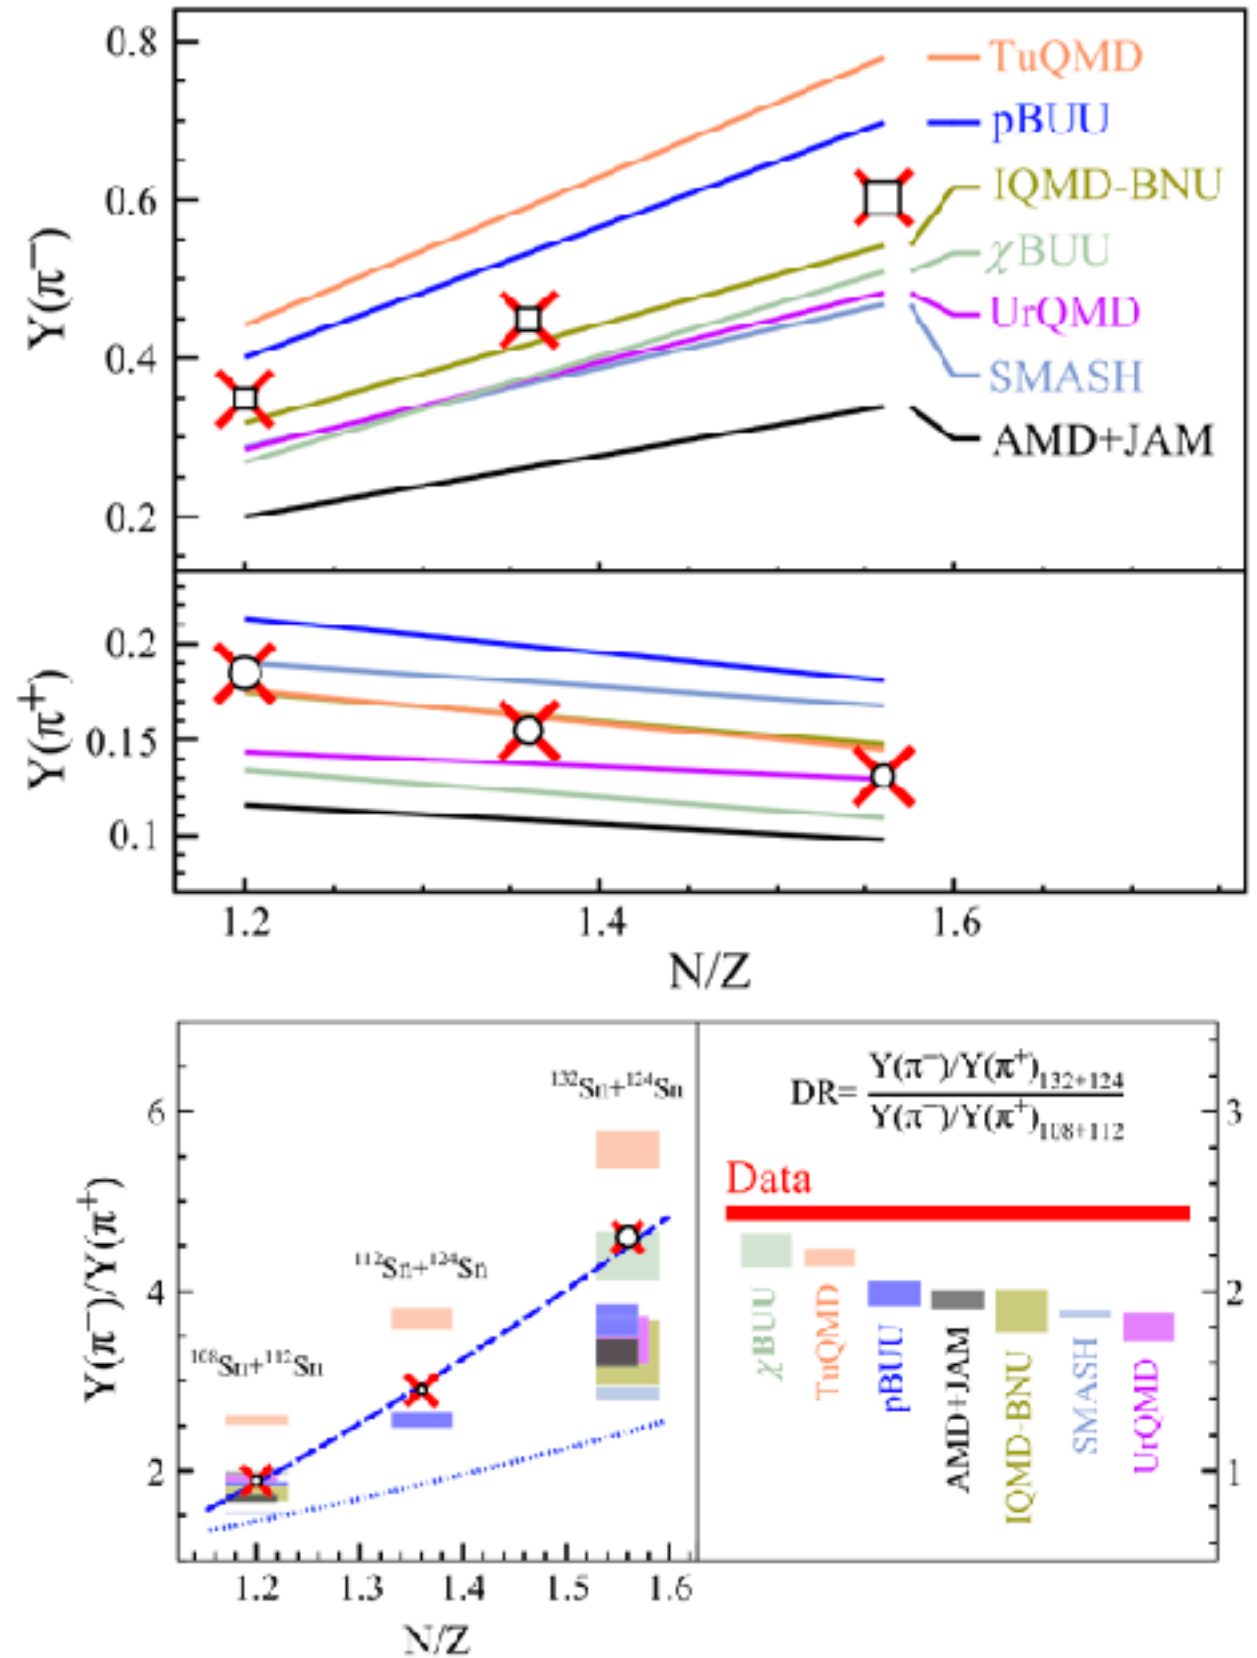 0.8
0.6
0.4
0.2
Y(π⁻)
TuQMD
pBUU
IQMD-BNU
χBUU
UrQMD
SMASH
AMD+JAM
0.2
0.15
0.1
Y(π⁺)
1.2 1.4 1.6
N/Z
6
4
2
Y(π⁻)/Y(π⁺)
¹³²Sn+¹²⁴Sn
¹¹²Sn+¹²⁴Sn
¹⁰⁸Sn+¹¹²Sn
1.2 1.3 1.4 1.5 1.6
N/Z
DR= Y(π⁻)/Y(π⁺)₁₃₂₊₁₂₄
Y(π⁻)/Y(π⁺)₁₀₈₊₁₁₂
Data
χBUU
TuQMD
pBUU
AMD+JAM
IQMD-BNU
SMASH
UrQMD
3
2
1